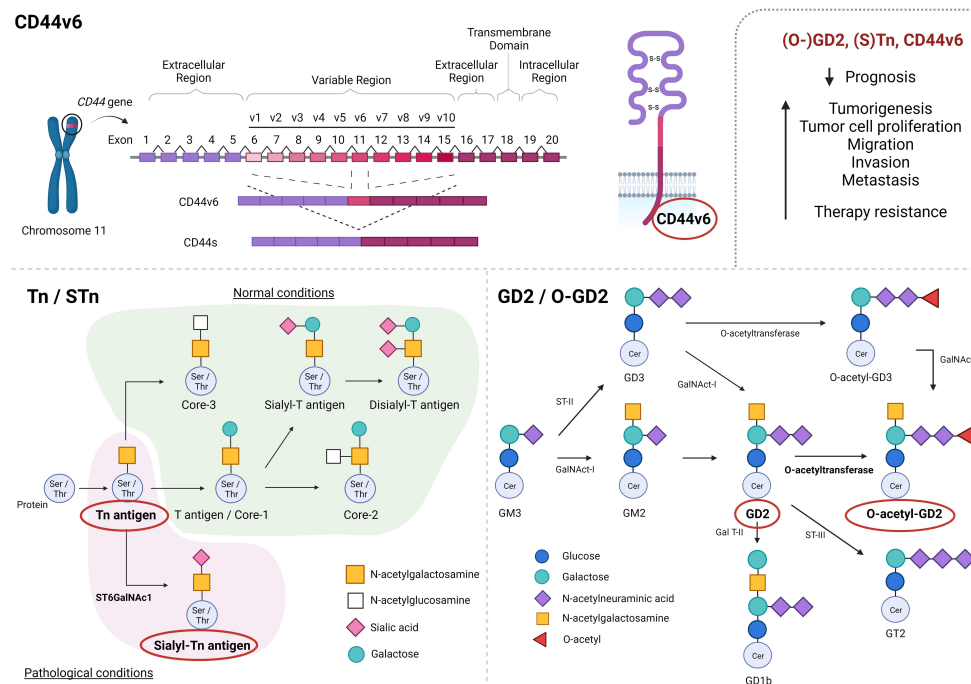 CD44v6
CD44 gene
Chromosome 11
Extracellular
Region
Variable Region
Transmembrane
Domain
Extracellular
Region
Intracellular
Region
v1 v2 v3 v4 v5 v6 v7 v8 v9 v10
Exon 1 2 3 4 5 6 7 8 9 10 11 12 13 14 15 16 17 18 19 20
CD44v6
CD44s
S-S
S-S
S-S
CD44v6
(O-)GD2, (S)Tn, CD44v6
Prognosis
Tumorigenesis
Tumor cell proliferation
Migration
Invasion
Metastasis
Therapy resistance
Tn / STn
Normal conditions
Ser /
Thr
Core-3
Ser /
Thr
Sialyl-T antigen
Ser /
Thr
Disialyl-T antigen
Protein
Ser /
Thr
Ser /
Thr
Tn antigen
Ser /
Thr
T antigen / Core-1
Ser /
Thr
Core-2
ST6GalNAc1
Ser /
Thr
Sialyl-Tn antigen
Pathological conditions
N-acetylgalactosamine
N-acetylglucosamine
Sialic acid
Galactose
GD2 / O-GD2
Cer
GD3
O-acetyltransferase
Cer
O-acetyl-GD3
GalNAc
ST-II
GalNAct-I
GalNAct-I
Cer
GM3
Cer
GM2
Cer
GD2
O-acetyltransferase
Cer
O-acetyl-GD2
Gal T-II
ST-III
Cer
GD1b
Cer
GT2
Glucose
Galactose
N-acetylneuraminic acid
N-acetylgalactosamine
O-acetyl